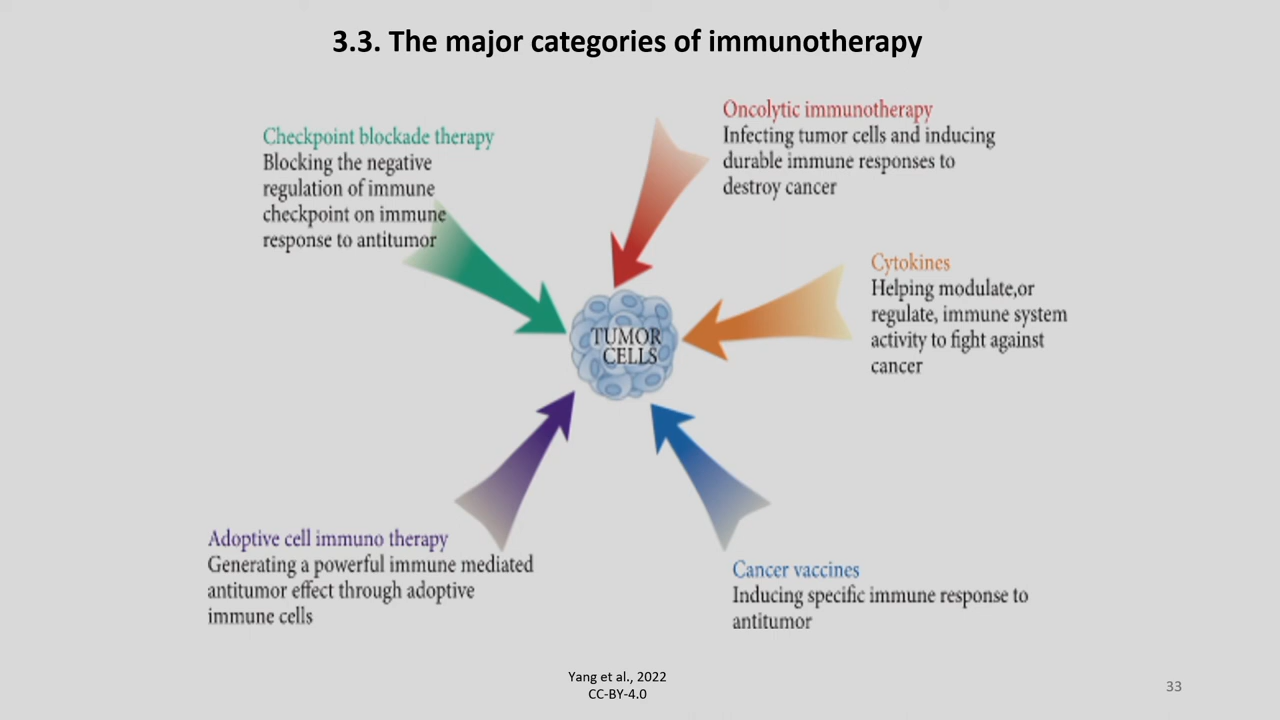 3.3. The major categories of immunotherapy
Checkpoint blockade therapy
Blocking the negative
regulation of immune
checkpoint on immune
response to antitumor
Oncolytic immunotherapy
Infecting tumor cells and inducing
durable immune responses to
destroy cancer
Cytokines
Helping modulate,or
regulate, immune system
activity to fight against
cancer
TUMOR
CELLS
Adoptive cell immuno therapy
Generating a powerful immune mediated
antitumor effect through adoptive
immune cells
Cancer vaccines
Inducing specific immune response to
antitumor
Yang et al., 2022
CC-BY-4.0
33